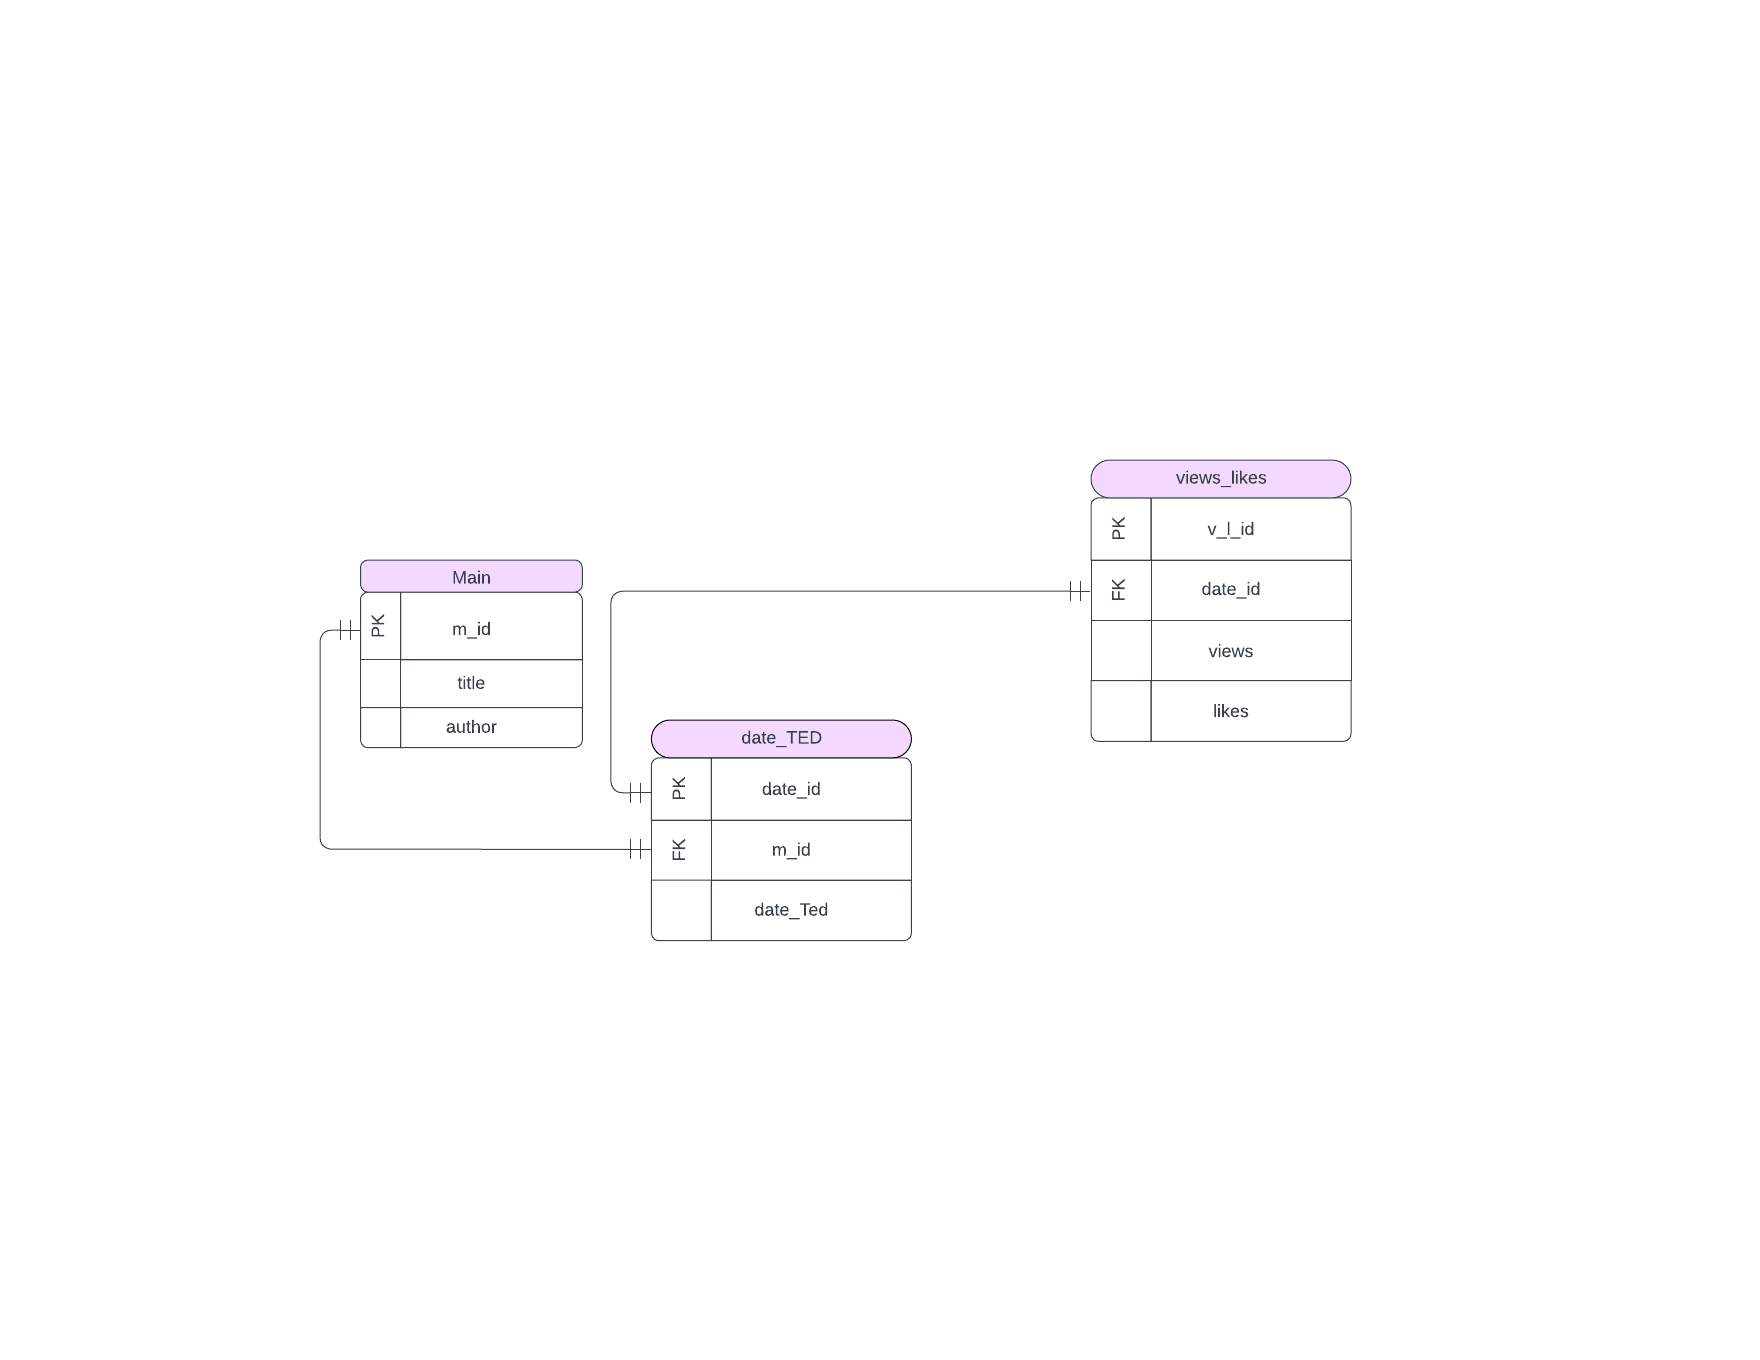 Main
PK m_id
title
author
date_TED
PK date_id
FK m_id
date_Ted
views_likes
PK v_l_id
FK date_id
views
likes